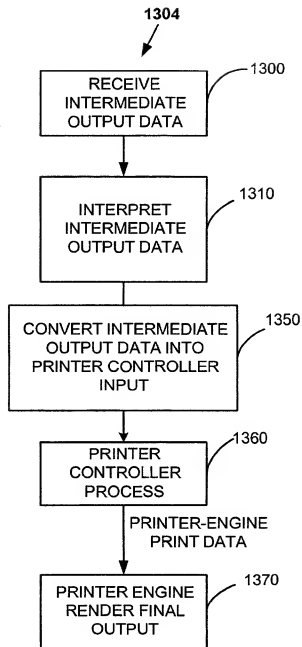 1304
RECEIVE
INTERMEDIATE
OUTPUT DATA
1300
INTERPRET
INTERMEDIATE
OUTPUT DATA
1310
CONVERT INTERMEDIATE
OUTPUT DATA INTO
PRINTER CONTROLLER
INPUT
1350
PRINTER
CONTROLLER
PROCESS
1360
PRINTER-ENGINE
PRINT DATA
PRINTER ENGINE
RENDER FINAL
OUTPUT
1370